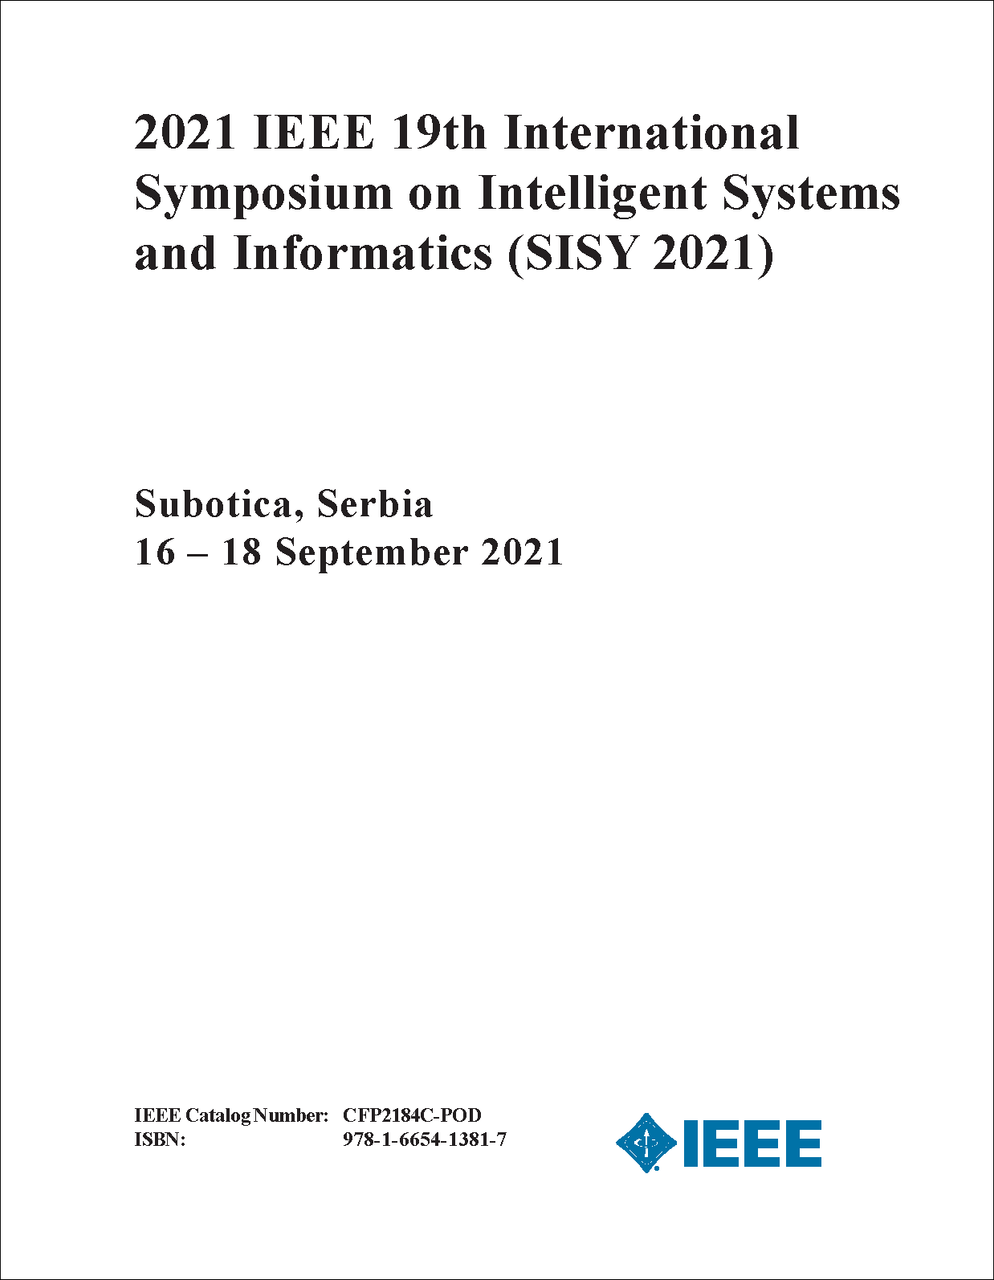 2021 IEEE 19th International
Symposium on Intelligent Systems
and Informatics (SISY 2021)
Subotica, Serbia
16 – 18 September 2021
IEEE Catalog Number: CFP2184C-POD
ISBN: 978-1-6654-1381-7
IEEE